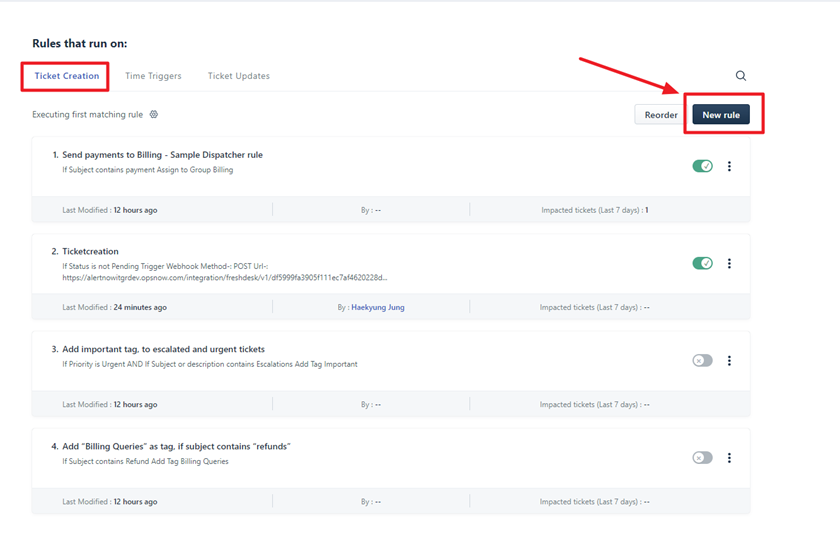 Rules that run on:
Ticket Creation Time Triggers Ticket Updates
Executing first matching rule
Reorder New rule
1. Send payments to Billing - Sample Dispatcher rule
If Subject contains payment Assign to Group Billing
Last Modified : 12 hours ago By : -- Impacted tickets (Last 7 days) : 1
2. Ticketcreation
If Status is not Pending Trigger Webhook Method-: POST Url-:
https://alertnowitgrdev.opsnow.com/integration/freshdesk/v1/df5999fa3905f111ec7af4620228d...
Last Modified : 24 minutes ago By : Haekyung Jung Impacted tickets (Last 7 days) : --
3. Add important tag, to escalated and urgent tickets
If Priority is Urgent AND If Subject or description contains Escalations Add Tag Important
Last Modified : 12 hours ago By : -- Impacted tickets (Last 7 days) : --
4. Add “Billing Queries” as tag, if subject contains “refunds”
If Subject contains Refund Add Tag Billing Queries
Last Modified : 12 hours ago By : -- Impacted tickets (Last 7 days) : --